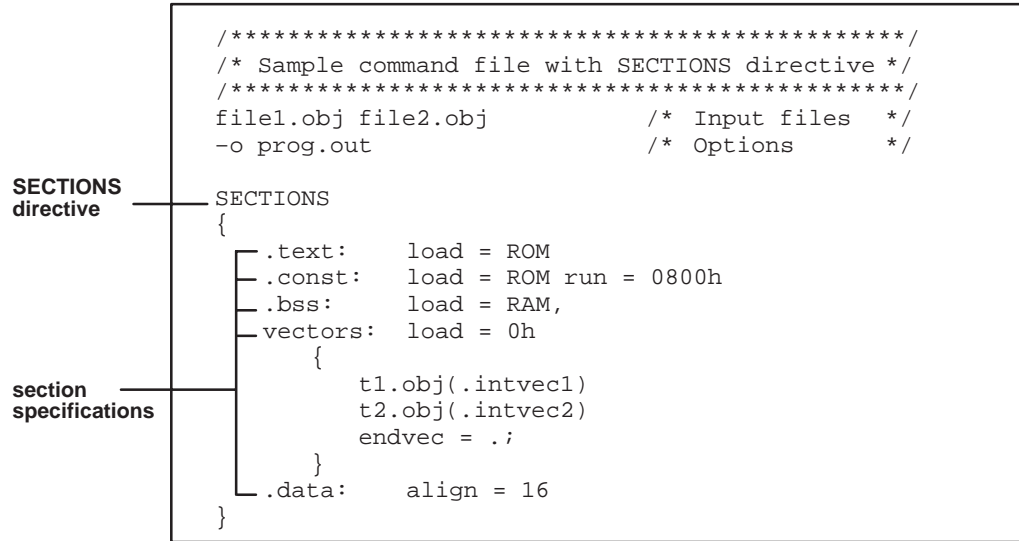 /***********************************************/
/* Sample command file with SECTIONS directive */
/***********************************************/
file1.obj file2.obj /* Input files */
–o prog.out /* Options */
SECTIONS
directive
SECTIONS
{
.text: load = ROM
.const: load = ROM run = 0800h
.bss: load = RAM,
vectors: load = 0h
{
t1.obj(.intvec1)
t2.obj(.intvec2)
endvec = .;
}
.data: align = 16
}
section
specifications